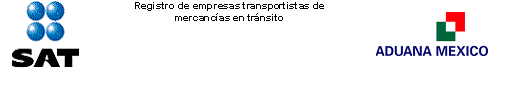 Registro de empresas transportistas de
mercancías en tránsito
SAT
ADUANA MEXICO